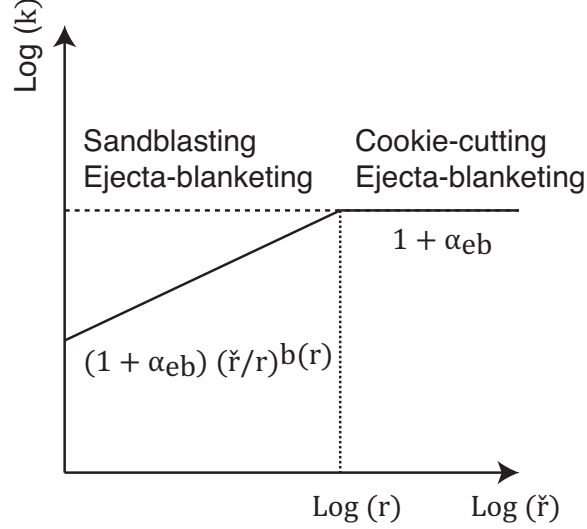 Log (k)
Sandblasting
Ejecta-blanketing
Cookie-cutting
Ejecta-blanketing
1 + αeb
(1 + αeb) (ř/r)b(r)
Log (r)
Log (ř)